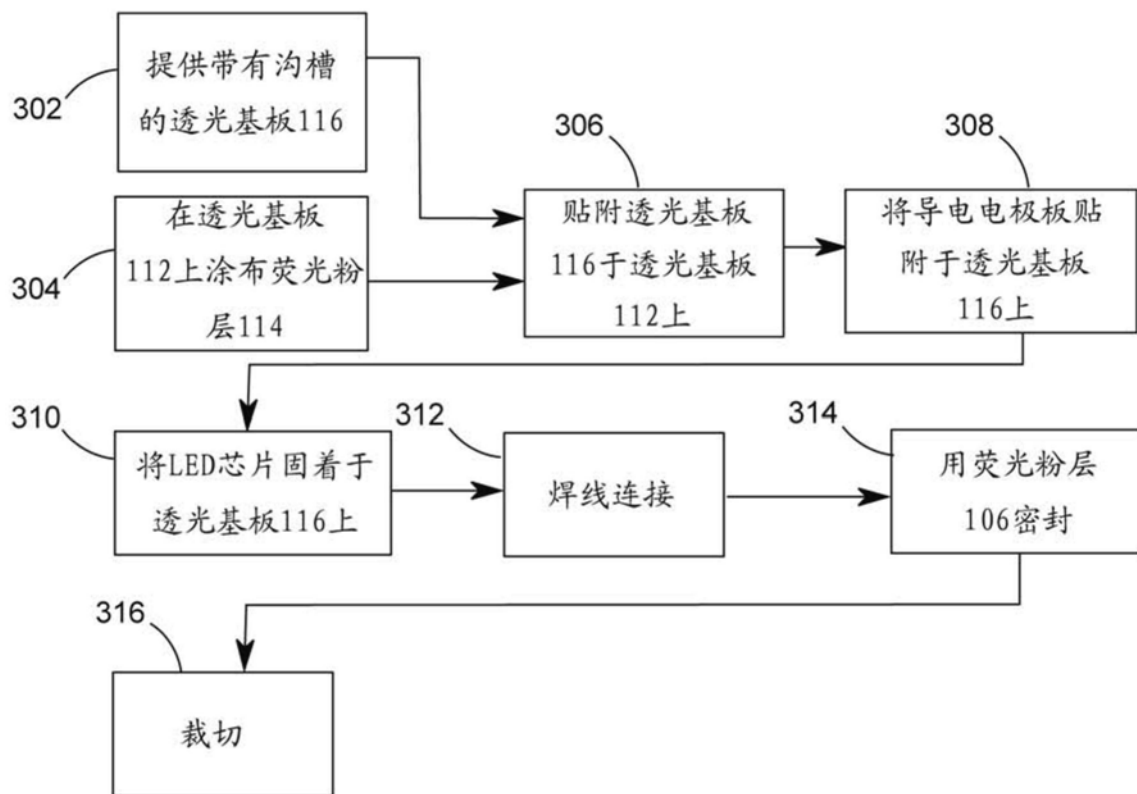 302
提供带有沟槽
的透光基板116
304
在透光基板
112上涂布荧光粉
层114
306
贴附透光基板
116于透光基板
112上
308
将导电电极板贴
附于透光基板
116上
310
将LED芯片固着于
透光基板116上
312
焊线连接
314
用荧光粉层
106密封
316
裁切